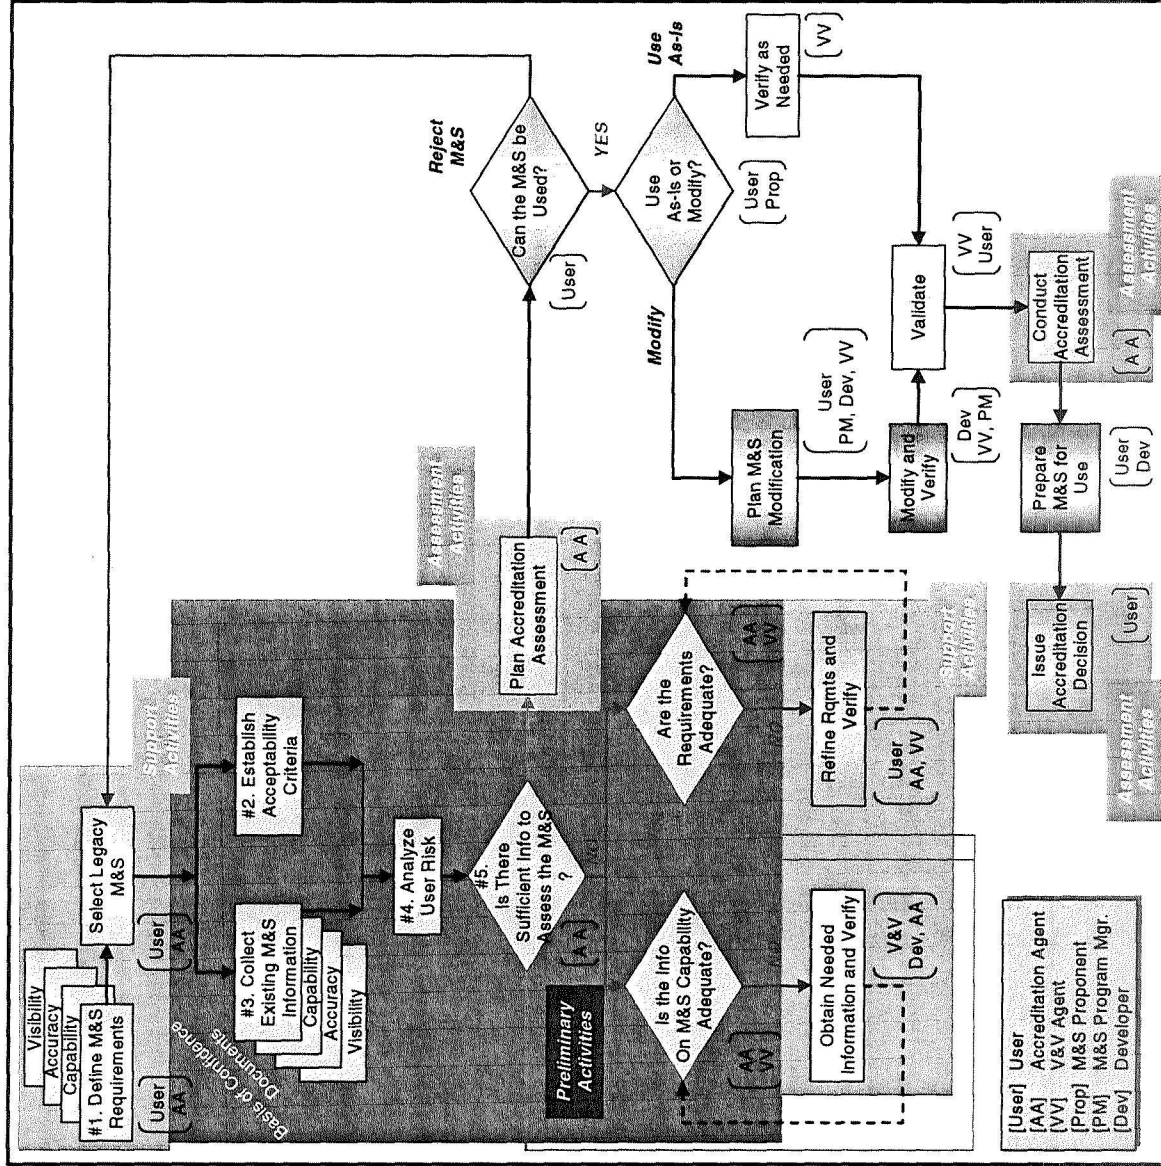 Visibility
Accuracy
Capability
#1. Define M&S
Requirements
User
AA
Select Legacy
M&S
User
AA
Support
Activities
Basis of Confidence
Documents
#2. Establish
Acceptability
Criteria
#3. Collect
Existing M&S
Information
Capability
Accuracy
Visibility
#4. Analyze
User Risk
#5.
Is There
Sufficient Info to
Assess the M&S
?
A A
Preliminary
Activities
Plan Accreditation
Assessment
A A
Assessment
Activities
Is the Info
On M&S Capability
Adequate?
AA
VV
Are the
Requirements
Adequate?
AA
VV
Obtain Needed
Information and Verify
V&V
Dev, AA
Refine Rqmts and
Verify
User
AA, VV
Support
Activities
Reject
M&S
Can the M&S be
Used?
User
YES
Use
As-Is or
Modify?
User
Prop
Use
As-Is
Modify
Verify as
Needed
VV
Plan M&S
Modification
User
PM, Dev, VV
Modify and
Verify
Dev
VV, PM
Validate
VV
User
Conduct
Accreditation
Assessment
A A
Assessment
Activities
Prepare
M&S for
Use
User
Dev
Issue
Accreditation
Decision
User
Assessment
Activities
[User] User
[AA] Accreditation Agent
[VV] V&V Agent
[Prop] M&S Proponent
[PM] M&S Program Mgr.
[Dev] Developer